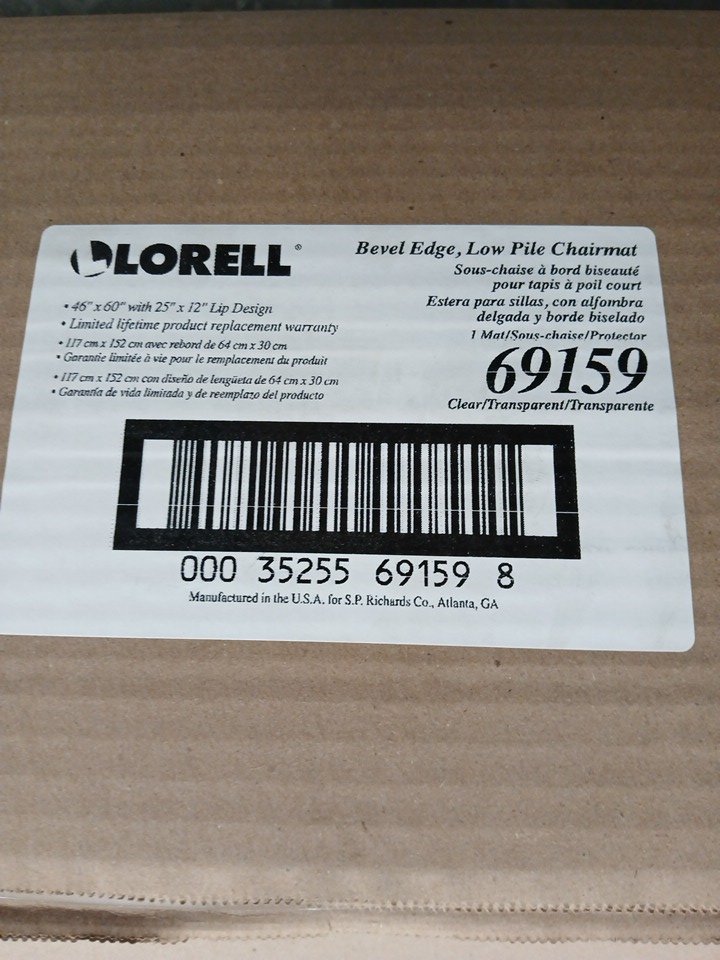 LORELL®
Bevel Edge, Low Pile Chairmat
Sous-chaise à bord biseauté
pour tapis à poil court
Estera para sillas, con alfombra
delgada y borde biselado
1 Mat/Sous-chaise/Protector
69159
Clear/Transparent/Transparente
• 46" x 60" with 25" x 12" Lip Design
• Limited lifetime product replacement warranty
• 117 cm x 152 cm avec rebord de 64 cm x 30 cm
• Garantie limitée à vie pour le remplacement du produit
• 117 cm x 152 cm con diseño de lengüeta de 64 cm x 30 cm
• Garantía de vida limitada y de reemplazo del producto
000 35255 69159 8
Manufactured in the U.S.A. for S.P. Richards Co., Atlanta, GA